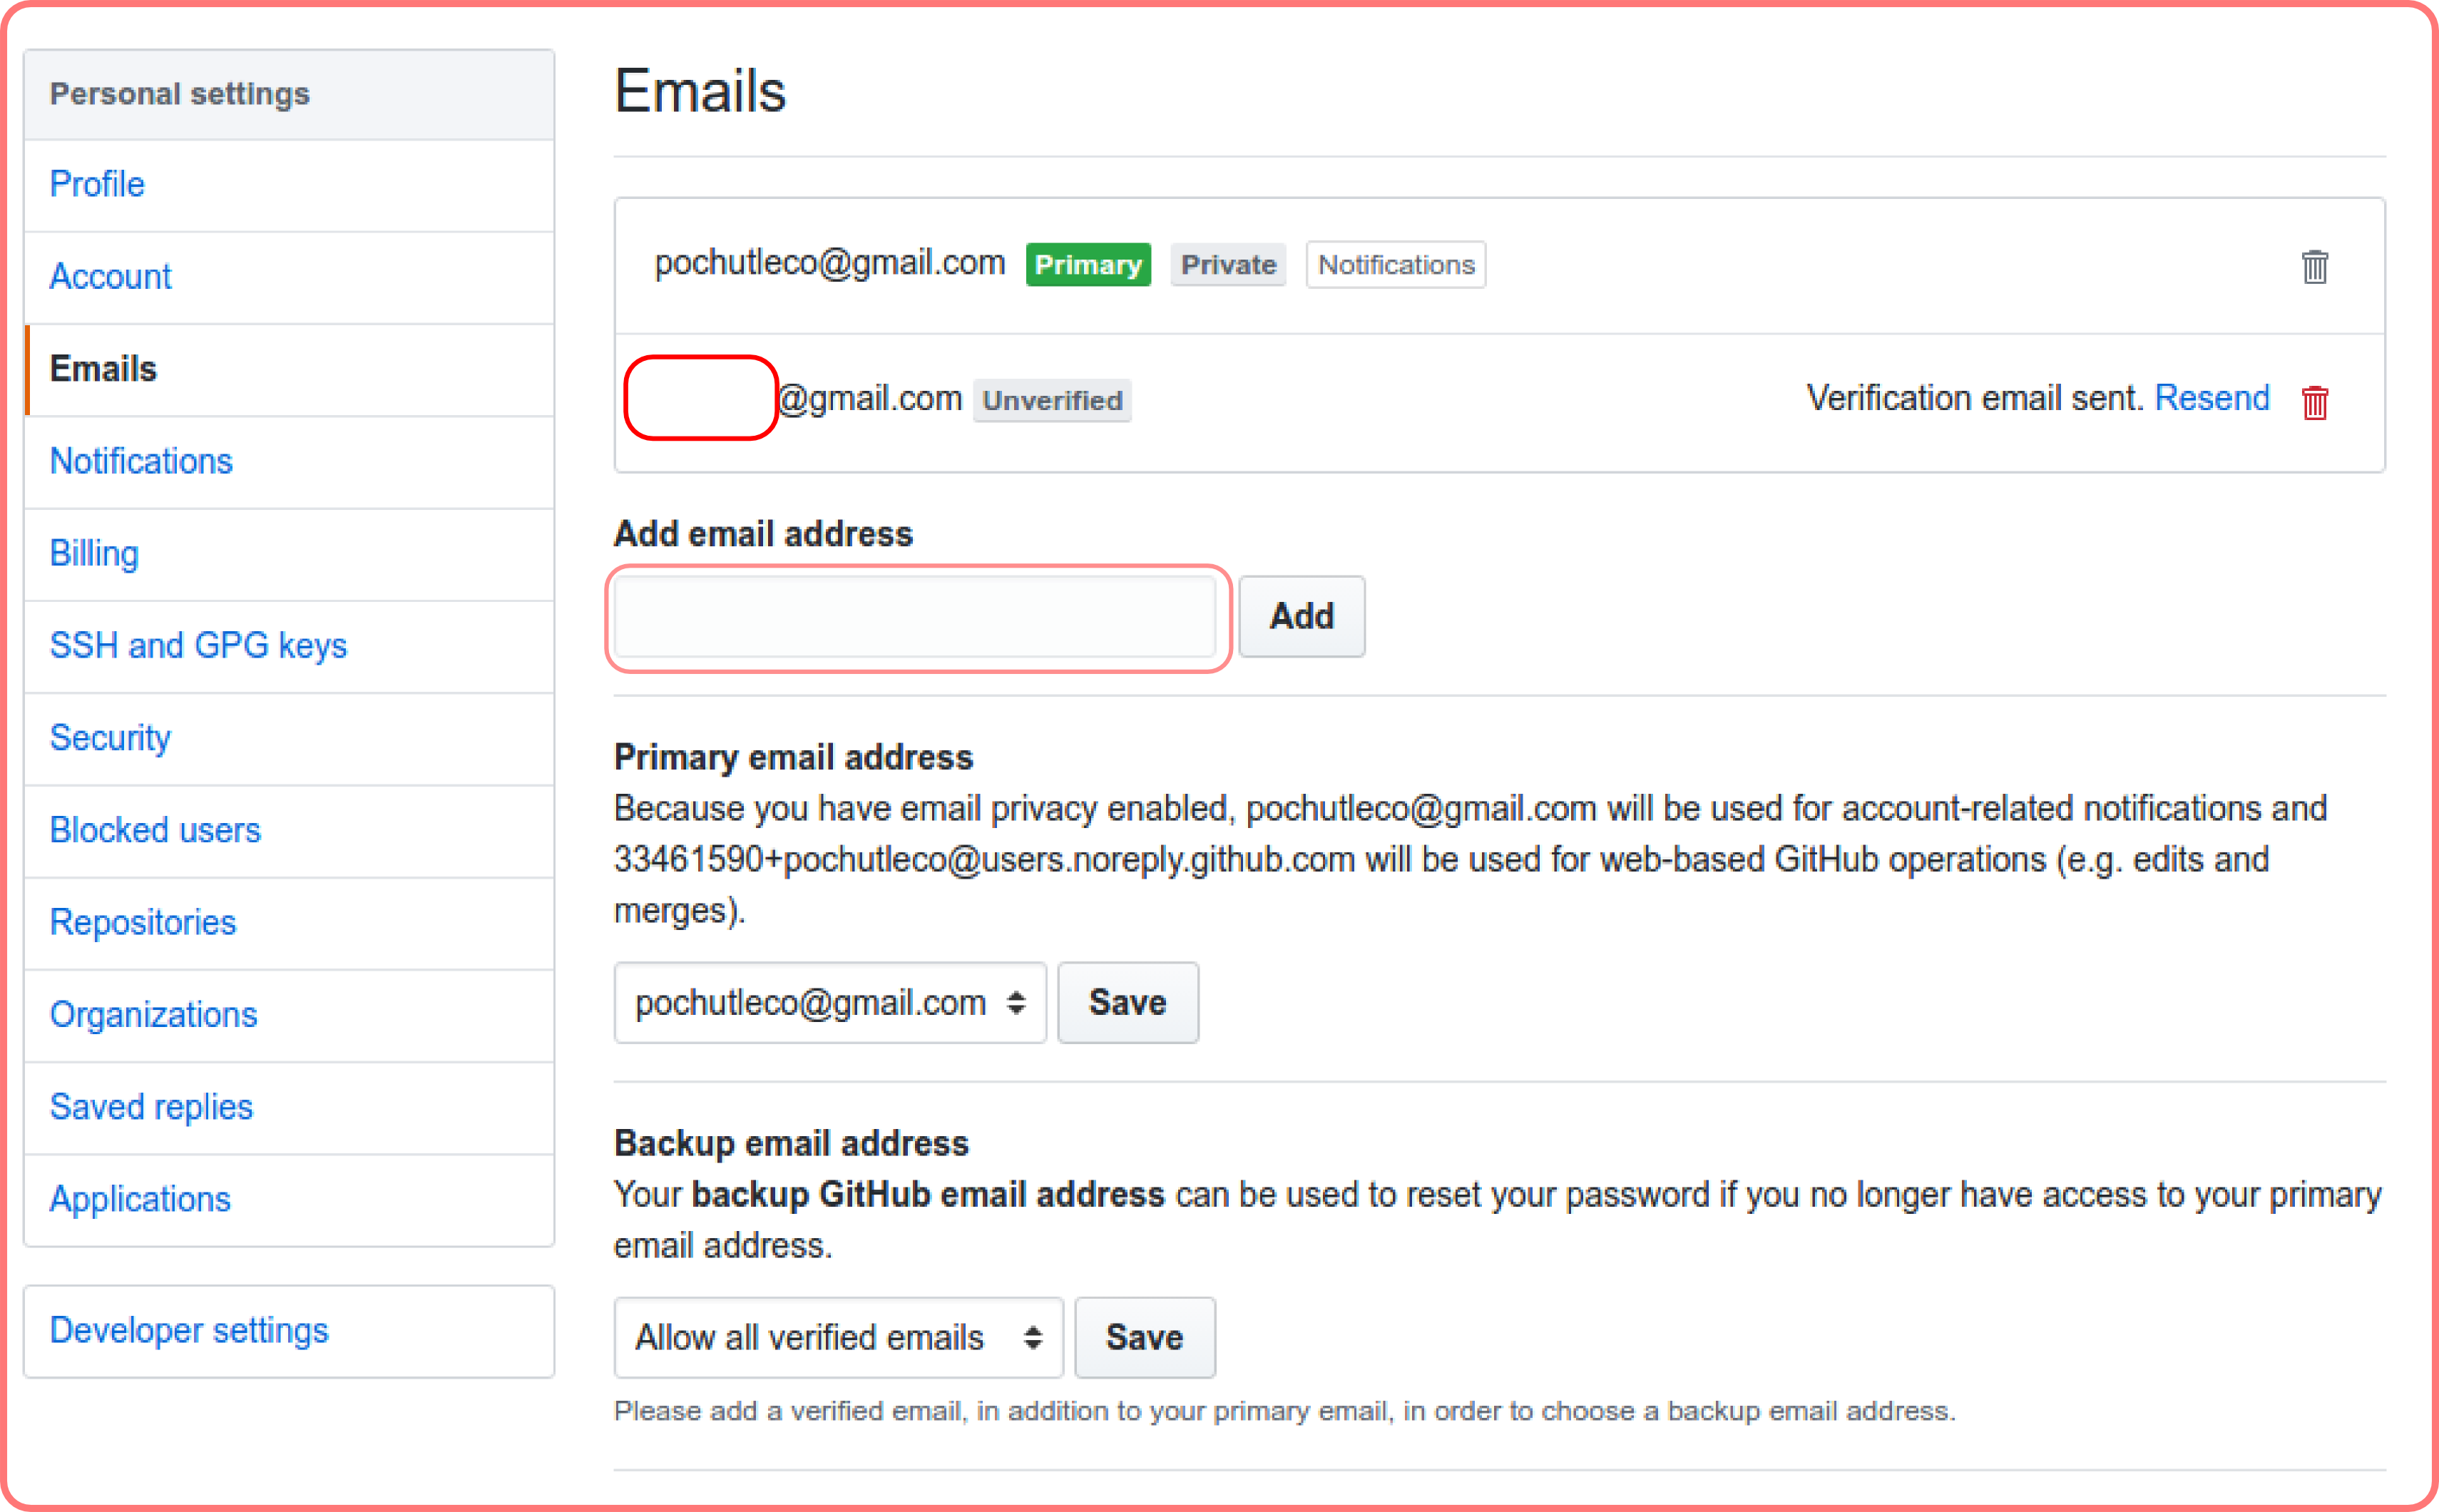 Personal settings
Profile
Account
Emails
Notifications
Billing
SSH and GPG keys
Security
Blocked users
Repositories
Organizations
Saved replies
Applications
Developer settings
Emails
pochutleco@gmail.com Primary Private Notifications
@gmail.com Unverified Verification email sent. Resend
Add email address
Add
Primary email address
Because you have email privacy enabled, pochutleco@gmail.com will be used for account-related notifications and
33461590+pochutleco@users.noreply.github.com will be used for web-based GitHub operations (e.g. edits and
merges).
pochutleco@gmail.com Save
Backup email address
Your backup GitHub email address can be used to reset your password if you no longer have access to your primary
email address.
Allow all verified emails Save
Please add a verified email, in addition to your primary email, in order to choose a backup email address.